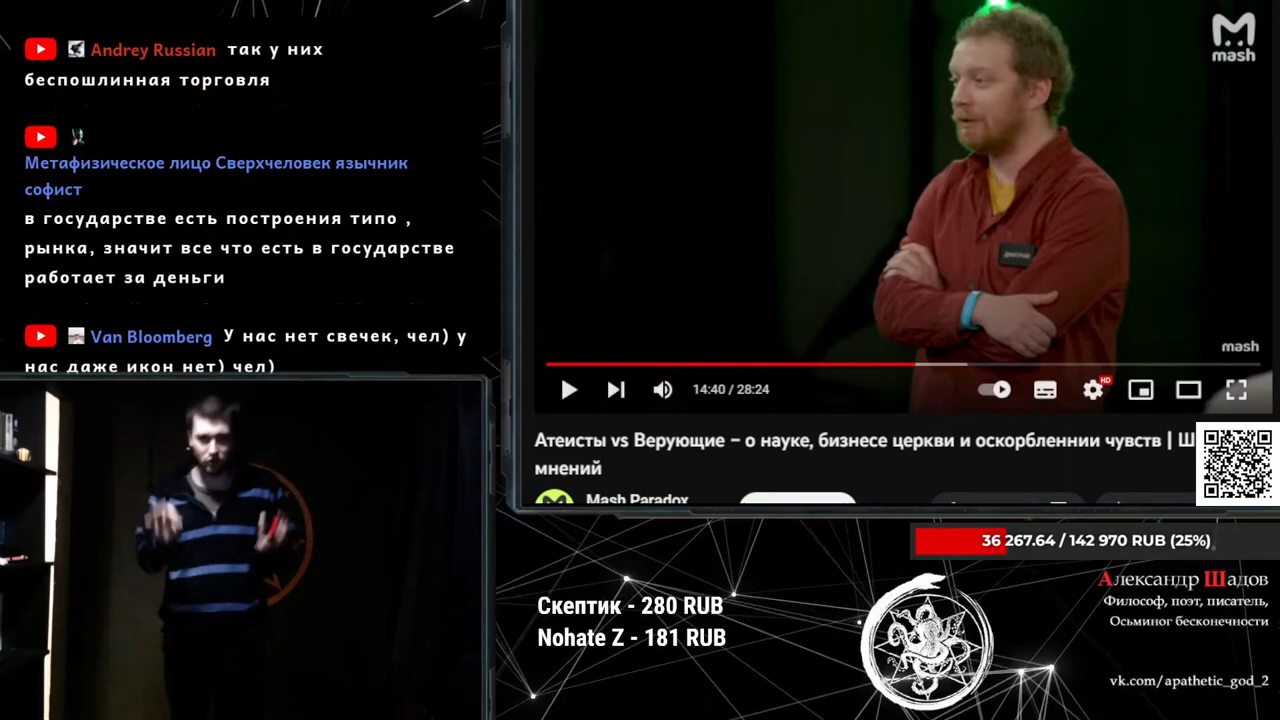 Andrey Russian так у них
беспошлинная торговля
Метафизическое лицо Сверхчеловек язычник
софист
в государстве есть построения типо ,
рынка, значит все что есть в государстве
работает за деньги
Van Bloomberg У нас нет свечек, чел) у
нас даже икон нет) чел)
mash
ДМИТРИЙ
mash
14:40 / 28:24
HD
Атеисты vs Верующие – о науке, бизнесе церкви и оскорбленнии чувств | Ш
мнений
Mash Paradox
36 267.64 / 142 970 RUB (25%)
Скептик - 280 RUB
Nohate Z - 181 RUB
Александр Шадов
Философ, поэт, писатель,
Осьминог бесконечности
vk.com/apathetic_god_2